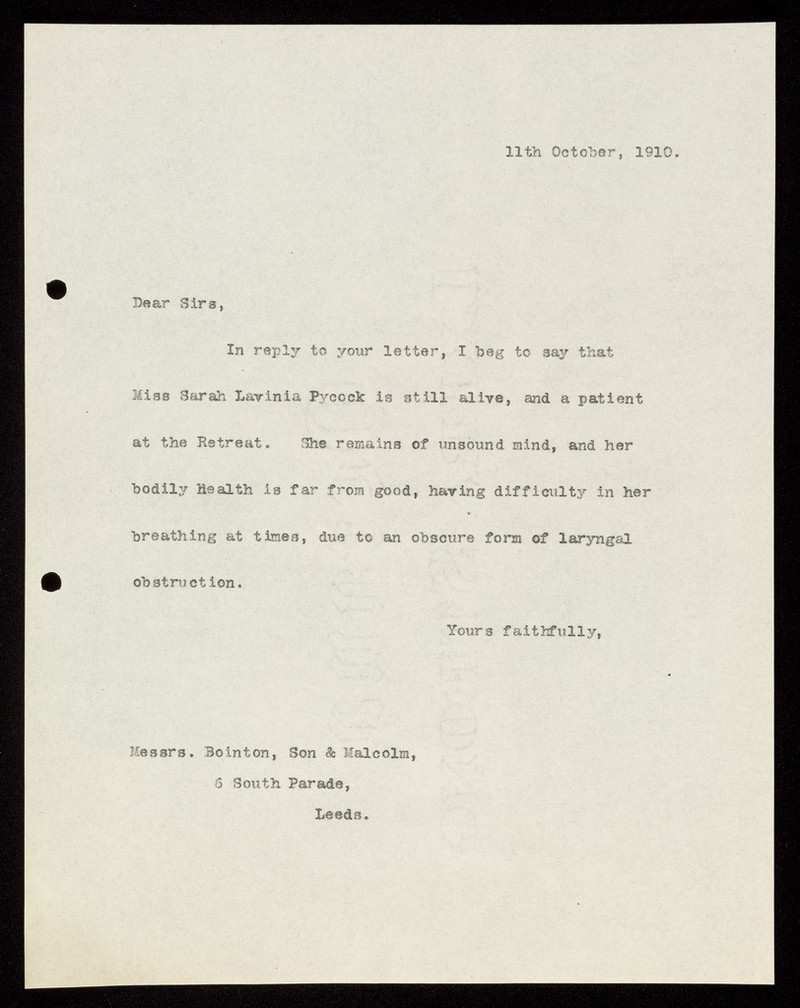 11th October, 1910.
Dear Sirs,
In reply to your letter, I beg to say that
Miss Sarah Lavinia Pycock is still alive, and a patient
at the Retreat. She remains of unsound mind, and her
bodily Health is far from good, having difficulty in her
breathing at times, due to an obscure form of laryngal
obstruction.
Yours faithfully,
Messrs. Bointon, Son & Malcolm,
6 South Parade,
Leeds.